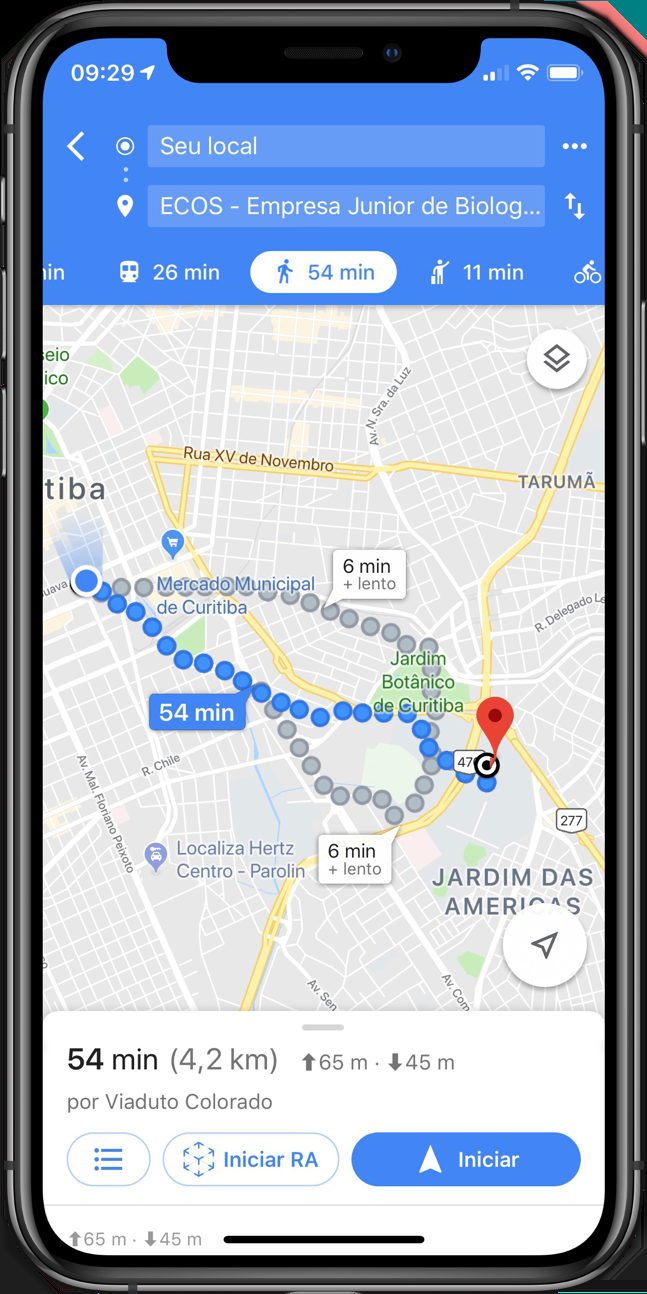 09:29
Seu local
ECOS - Empresa Junior de Biolog...
in
26 min
54 min
11 min
seio
ico
Av. N. Sra. da Luz
Rua XV de Novembro
TARUMÃ
tiba
6 min
+ lento
Mercado Municipal
de Curitiba
uava
R. Delegado Le
Jardim
Botânico
de Curitiba
54 min
47
R. Chile
Av. Mal. Floriano Peixoto
277
6 min
+ lento
Localiza Hertz
Centro - Parolin
JARDIM DAS
AMERICAS
Av. Sen
Av. Com
54 min (4,2 km) 65 m · 45 m
por Viaduto Colorado
Iniciar RA
Iniciar
65 m · 45 m